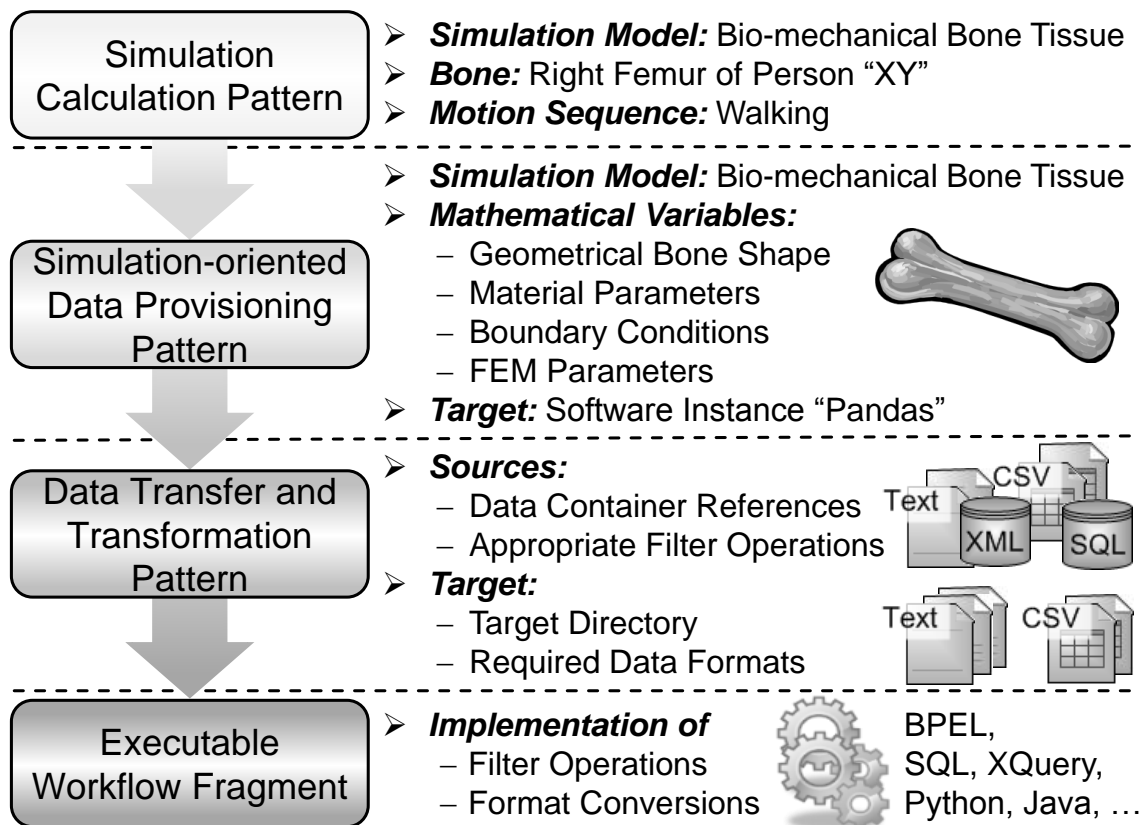 Simulation
Calculation Pattern
➢ Simulation Model: Bio-mechanical Bone Tissue
➢ Bone: Right Femur of Person “XY”
➢ Motion Sequence: Walking
Simulation-oriented
Data Provisioning
Pattern
➢ Simulation Model: Bio-mechanical Bone Tissue
➢ Mathematical Variables:
– Geometrical Bone Shape
– Material Parameters
– Boundary Conditions
– FEM Parameters
➢ Target: Software Instance “Pandas”
Data Transfer and
Transformation
Pattern
➢ Sources:
– Data Container References
– Appropriate Filter Operations
Text
CSV
XML
SQL
➢ Target:
– Target Directory
– Required Data Formats
Text
CSV
Executable
Workflow Fragment
➢ Implementation of
– Filter Operations
– Format Conversions
BPEL,
SQL, XQuery,
Python, Java, …